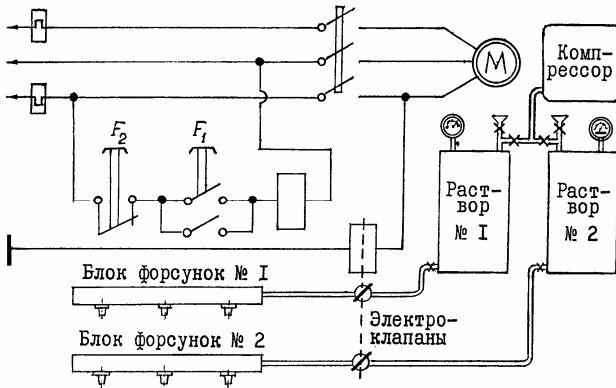 М
Комп-
рессор
F₂
F₁
Раст-
вор
№ I
Раст-
вор
№ 2
Блок форсунок № I
Электро-
клапаны
Блок форсунок № 2